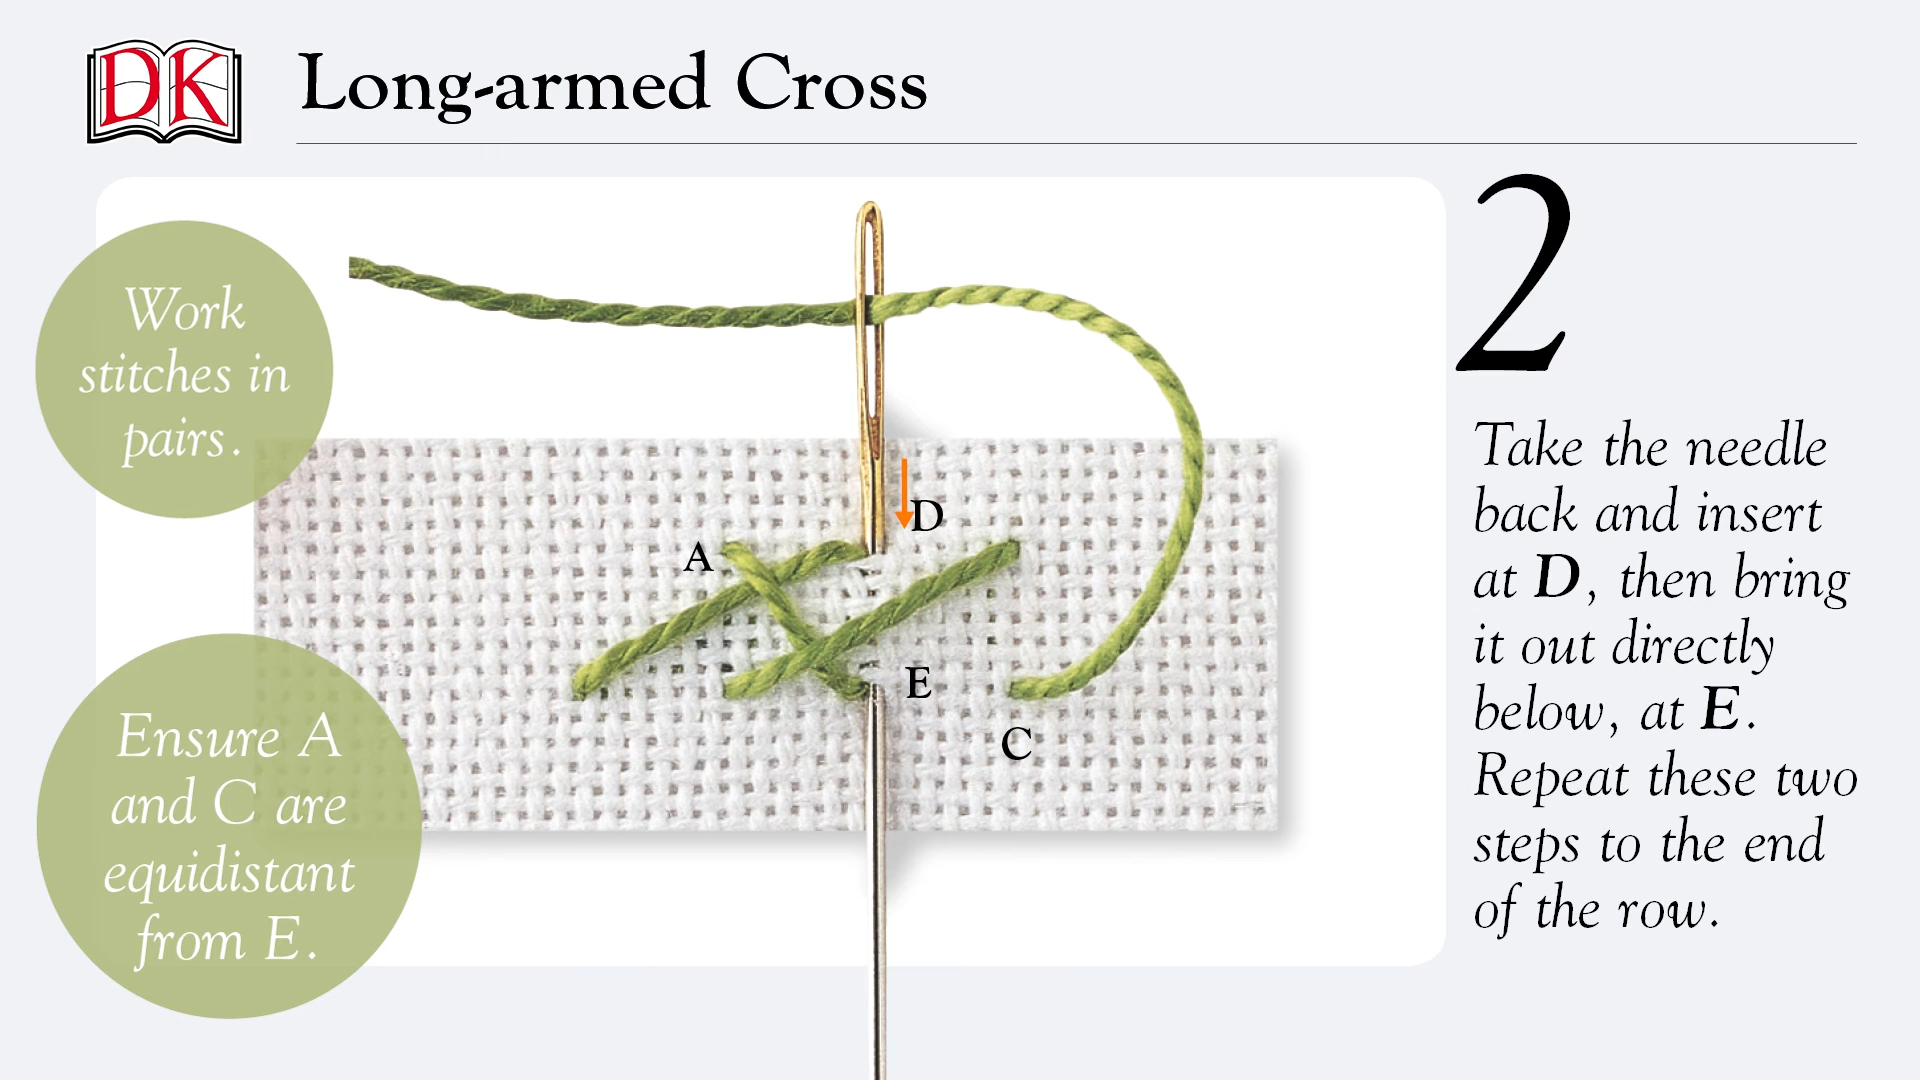 DK
Long-armed Cross
Work
stitches in
pairs.
Ensure A
and C are
equidistant
from E.
A
D
E
C
2
Take the needle
back and insert
at D, then bring
it out directly
below, at E.
Repeat these two
steps to the end
of the row.